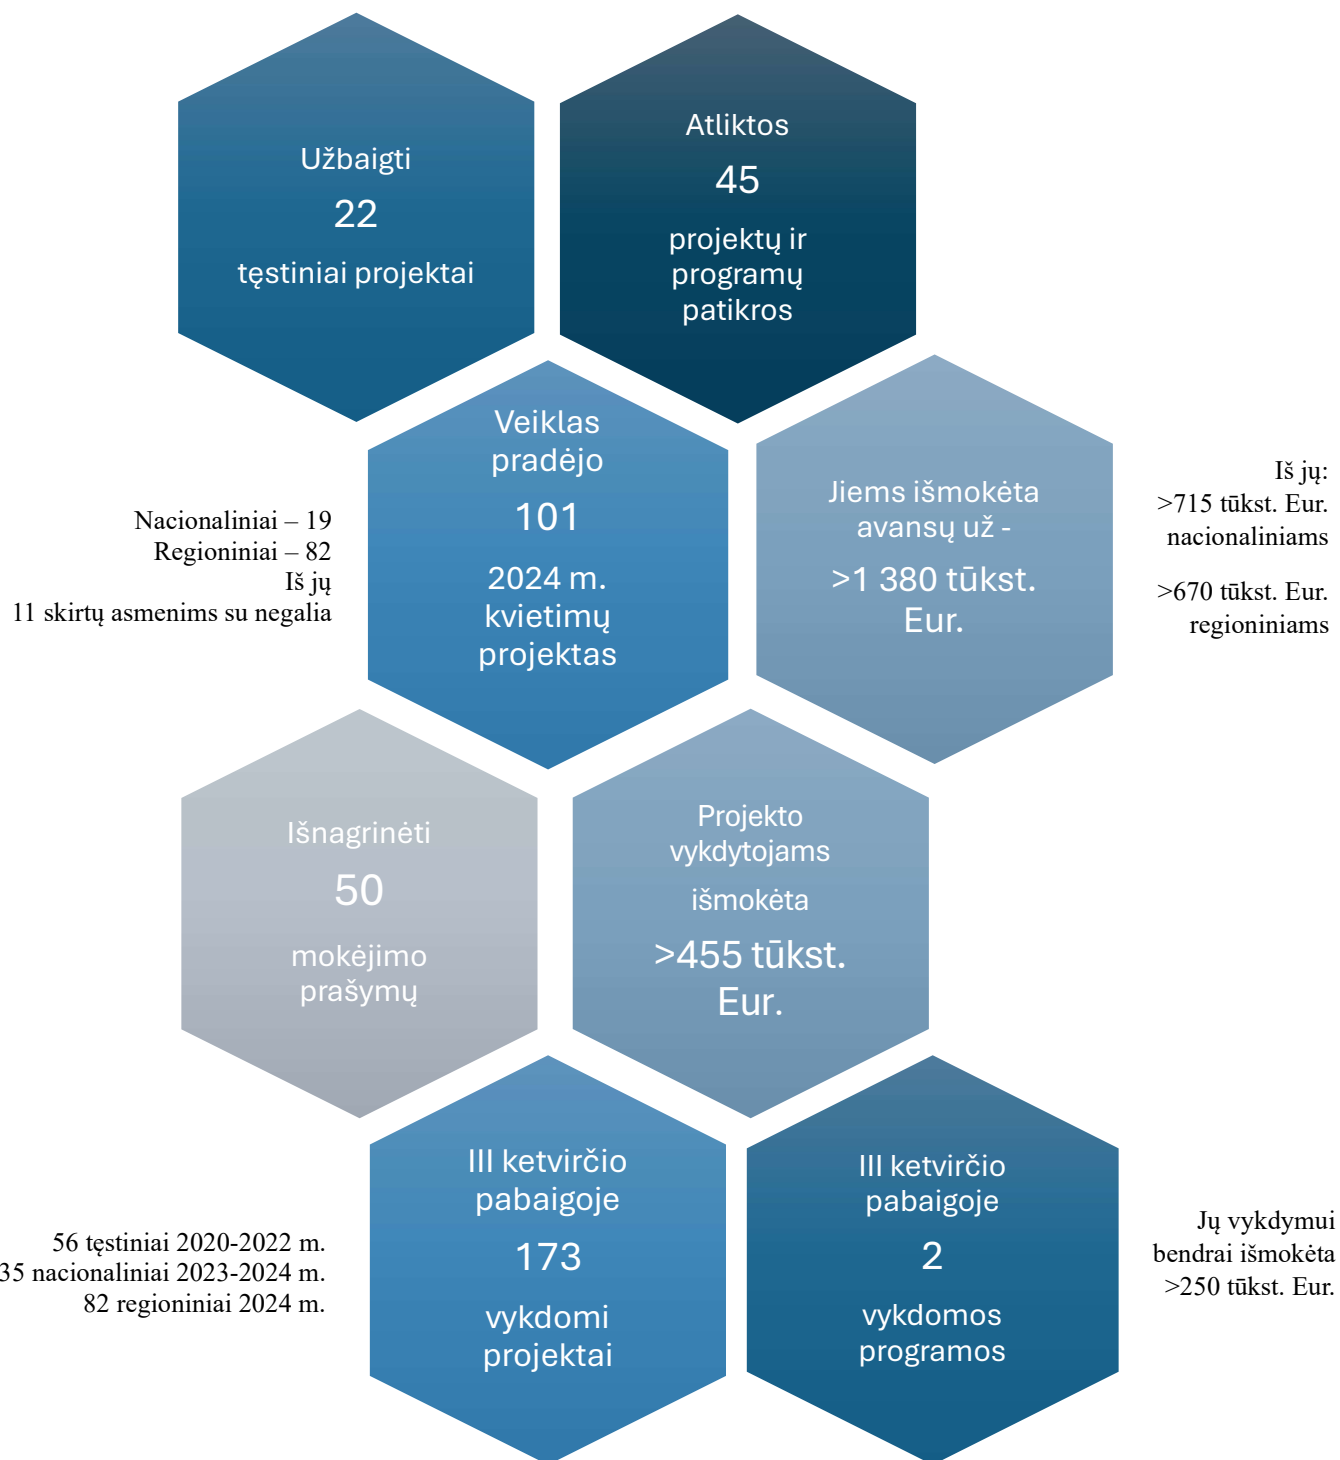 Užbaigti
22
tęstiniai projektai
Atliktos
45
projektų ir
programų
patikros
Nacionaliniai – 19
Regioniniai – 82
Iš jų
11 skirtų asmenims su negalia
Veiklas
pradėjo
101
2024 m.
kvietimų
projektas
Jiems išmokėta
avansų už -
>1 380 tūkst.
Eur.
Iš jų:
>715 tūkst. Eur.
nacionaliniams
>670 tūkst. Eur.
regioniniams
Išnagrinėti
50
mokėjimo
prašymų
Projekto
vykdytojams
išmokėta
>455 tūkst.
Eur.
56 tęstiniai 2020-2022 m.
35 nacionaliniai 2023-2024 m.
82 regioniniai 2024 m.
III ketvirčio
pabaigoje
173
vykdomi
projektai
III ketvirčio
pabaigoje
2
vykdomos
programos
Jų vykdymui
bendrai išmokėta
>250 tūkst. Eur.